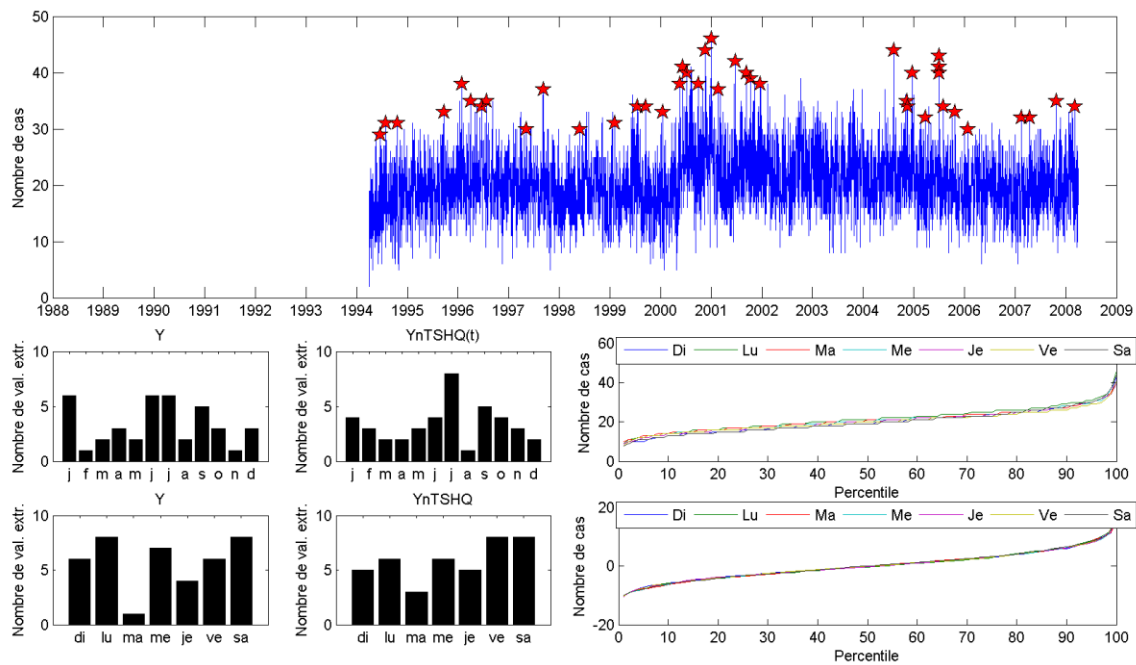 50
40
30
20
10
0
Nombre de cas
1988 1989 1990 1991 1992 1993 1994 1995 1996 1997 1998 1999 2000 2001 2002 2003 2004 2005 2006 2007 2008 2009
Y
10
5
0
Nombre de val. extr.
j f m a m j j a s o n d
YnTSHQ(t)
10
5
0
Nombre de val. extr.
j f m a m j j a s o n d
60
40
20
0
Nombre de cas
Di Lu Ma Me Je Ve Sa
0 10 20 30 40 50 60 70 80 90 100
Percentile
Y
10
5
0
Nombre de val. extr.
di lu ma me je ve sa
YnTSHQ
10
5
0
Nombre de val. extr.
di lu ma me je ve sa
20
0
-20
Nombre de cas
Di Lu Ma Me Je Ve Sa
0 10 20 30 40 50 60 70 80 90 100
Percentile